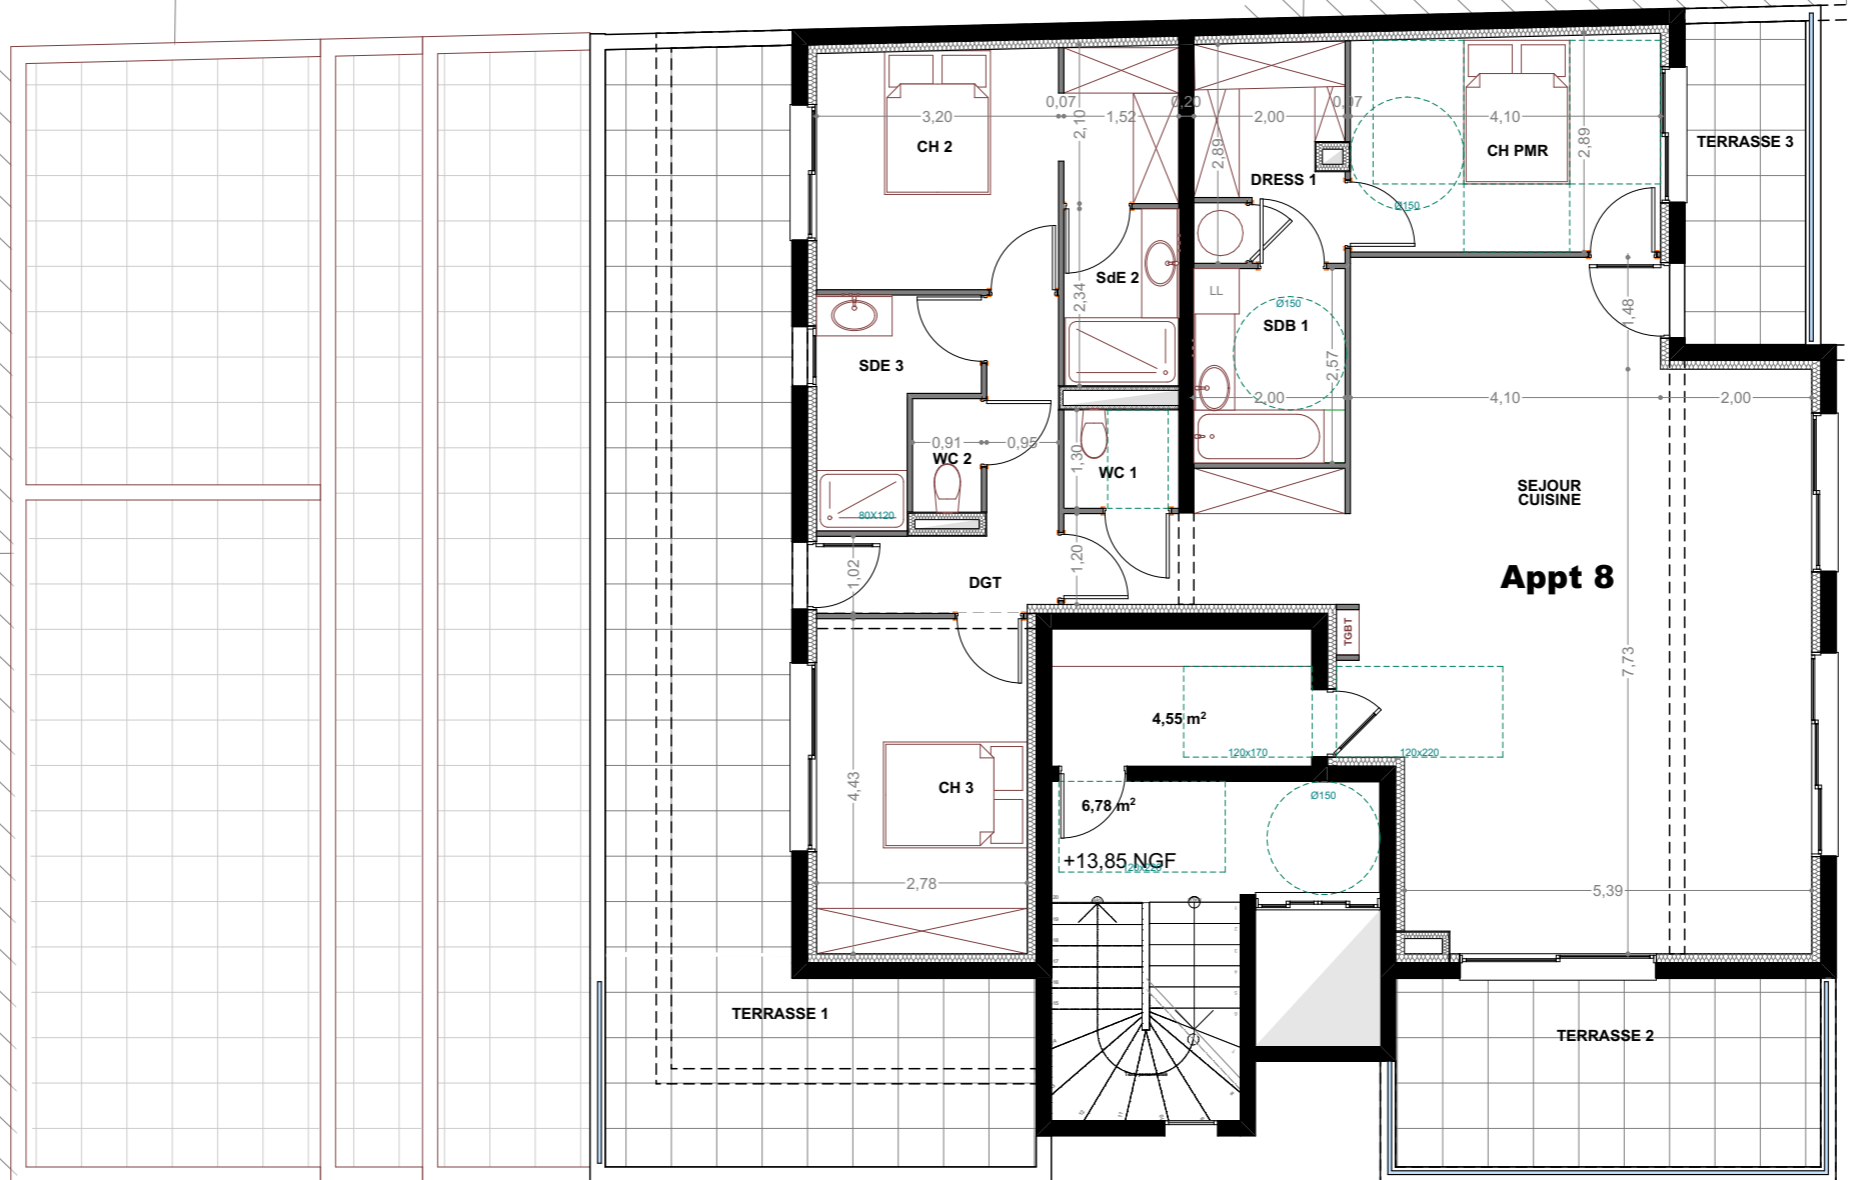 TERRASSE 3
0,07
0,20
0,07
3,20
1,52
2,00
4,10
2,10
CH 2
2,89
CH PMR
2,89
DRESS 1
Ø150
SdE 2
2,34
LL
Ø150
SDB 1
1,48
SDE 3
2,57
2,00
4,10
2,00
0,91
0,95
WC 2
1,30
WC 1
SEJOUR
CUISINE
80X120
1,20
1,02
DGT
Appt 8
TGBT
7,73
4,55 m²
120x170
120x220
4,43
CH 3
Ø150
6,78 m²
+13,85 NGF
120x220
2,78
5,39
TERRASSE 1
TERRASSE 2